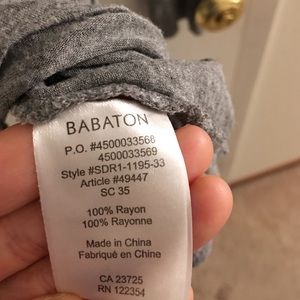 BABATON
P.O. #4500033568
4500033569
Style #SDR1-1195-33
Article #49447
SC 35
100% Rayon
100% Rayonne
Made in China
Fabriqué en Chine
CA 23725
RN 122354